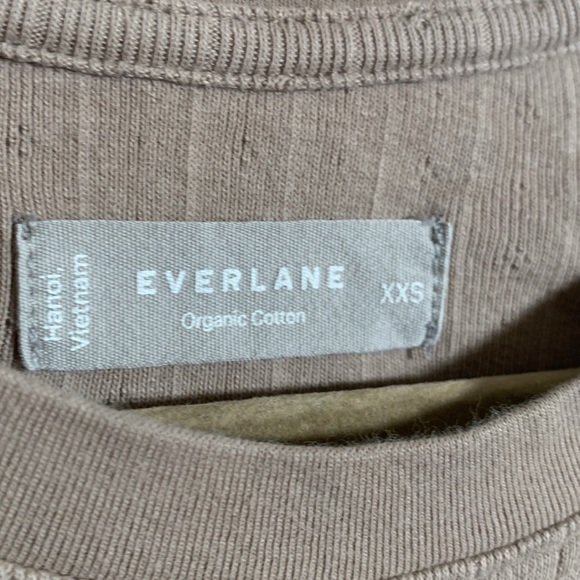 Hanoi,
Vietnam
EVERLANE
Organic Cotton
XXS